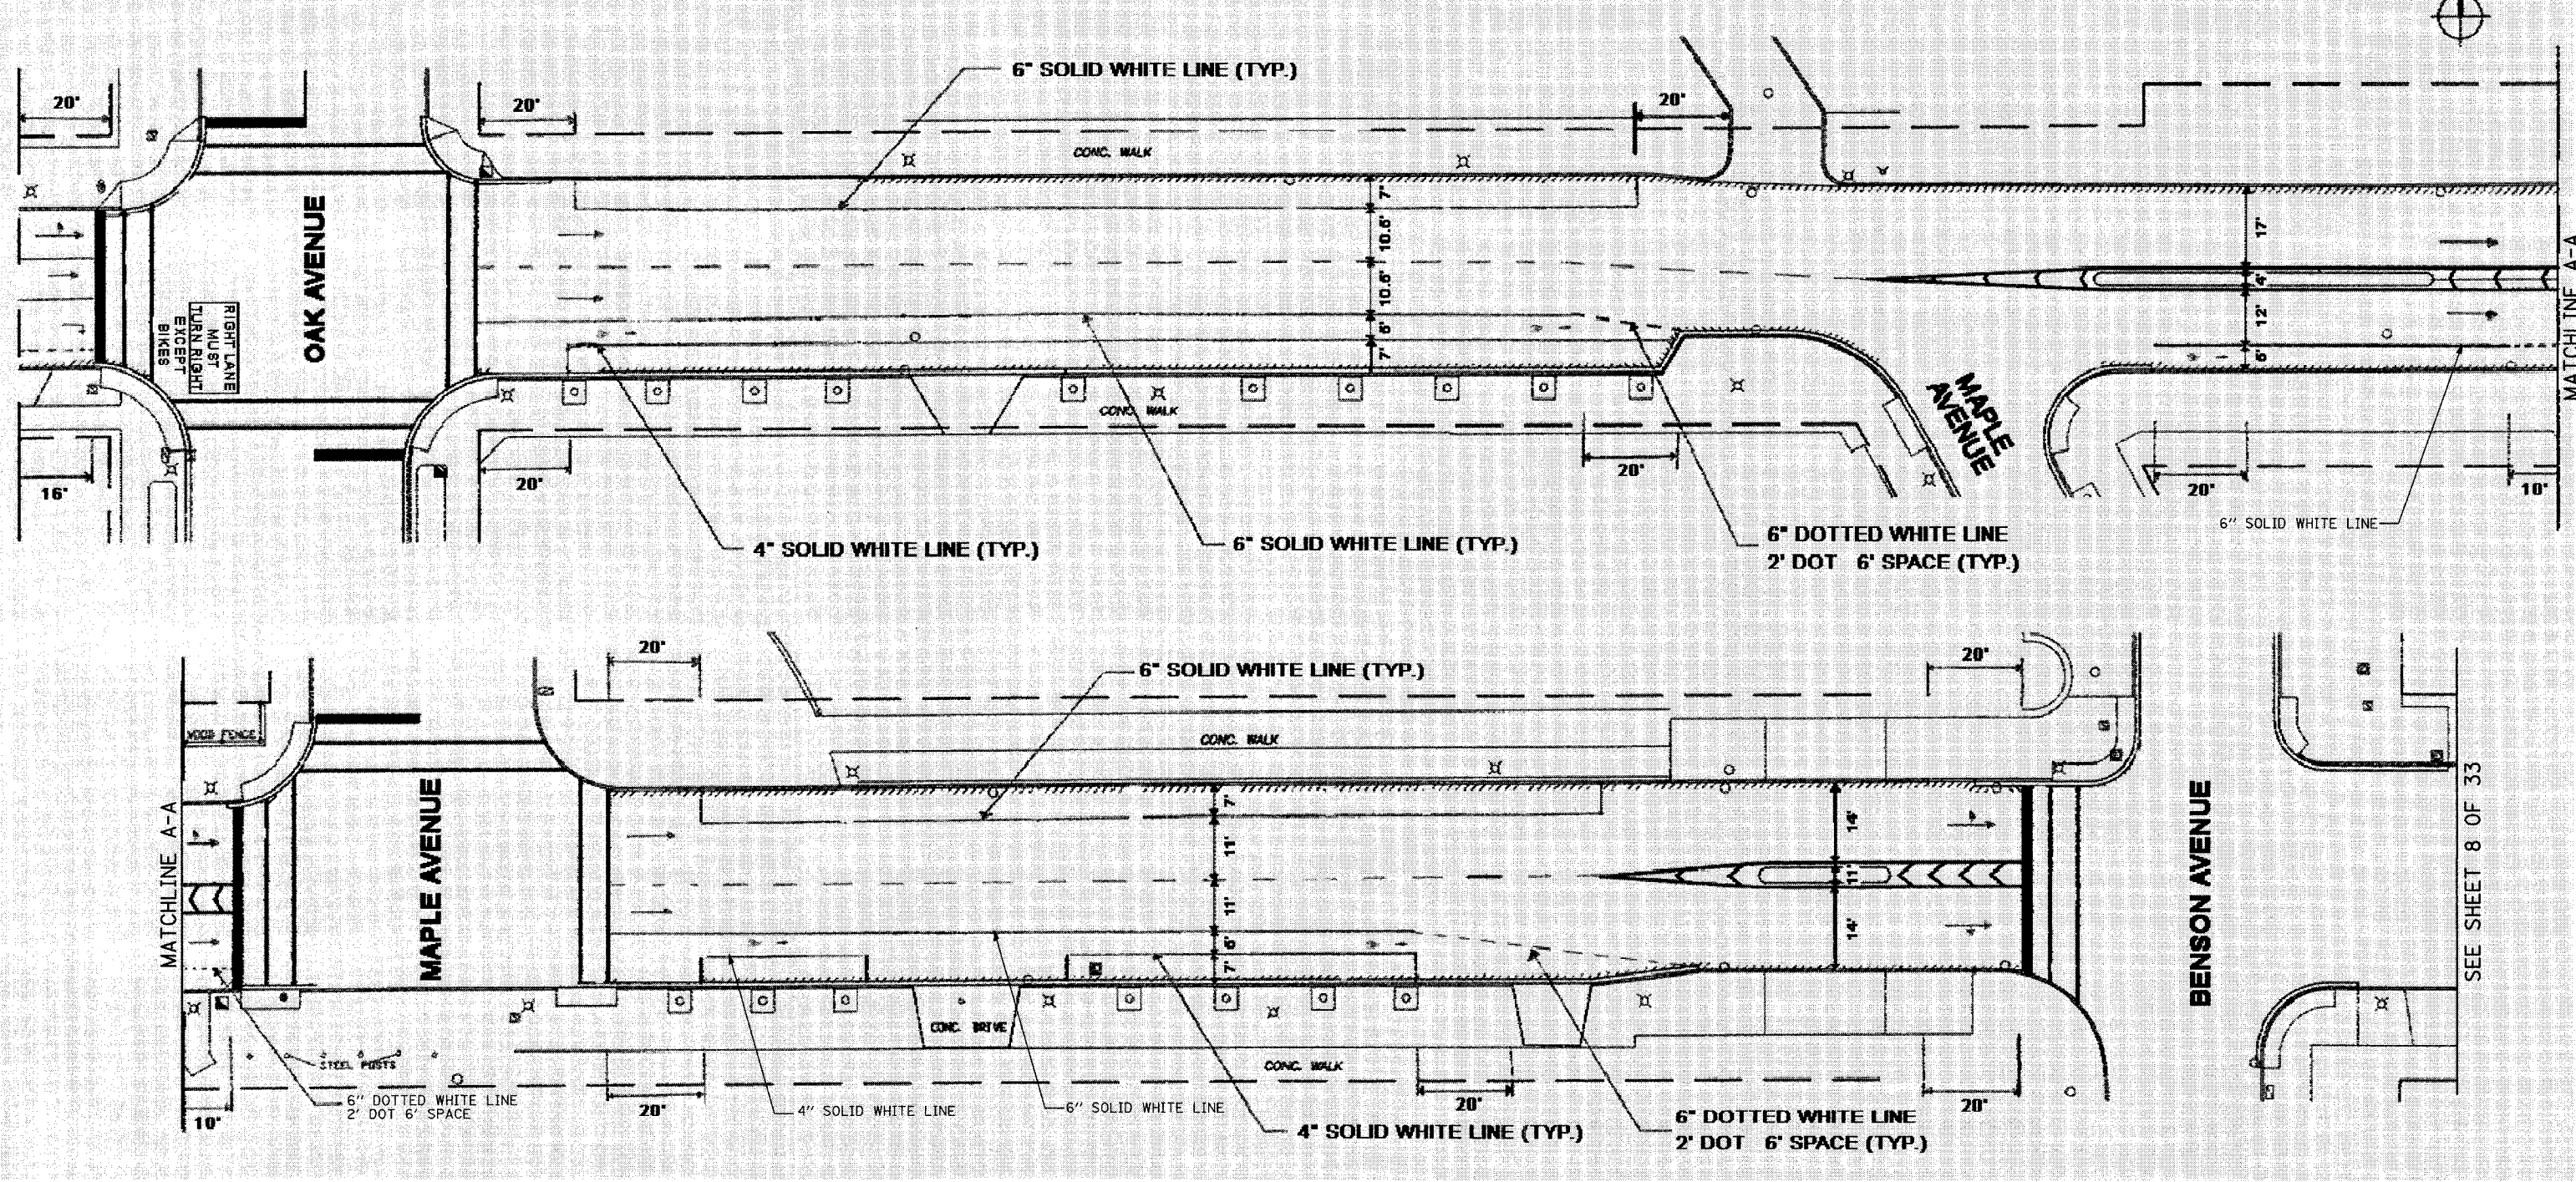 6" SOLID WHITE LINE (TYP.)
20'
20'
20'
CONC. WALK
OAK AVENUE
RIGHT LANE
MUST
TURN RIGHT
EXCEPT
BIKES
7'
10.5'
10.5'
7'
17'
4'
12'
MATCHLINE A-A
MAPLE
AVENUE
CONC. WALK
16'
20'
20'
20'
10'
4" SOLID WHITE LINE (TYP.)
6" SOLID WHITE LINE (TYP.)
6" DOTTED WHITE LINE
2' DOT 6' SPACE (TYP.)
6" SOLID WHITE LINE
20'
6" SOLID WHITE LINE (TYP.)
20'
WOOD FENCE
CONC. WALK
MATCHLINE A-A
MAPLE AVENUE
7'
11'
11'
7'
14'
11'
14'
BENSON AVENUE
SEE SHEET 8 OF 33
CONC. DRIVE
STEEL POSTS
CONC. WALK
10'
6" DOTTED WHITE LINE
2' DOT 6' SPACE
20'
4" SOLID WHITE LINE
6" SOLID WHITE LINE
4" SOLID WHITE LINE (TYP.)
20'
6" DOTTED WHITE LINE
2' DOT 6' SPACE (TYP.)
20'